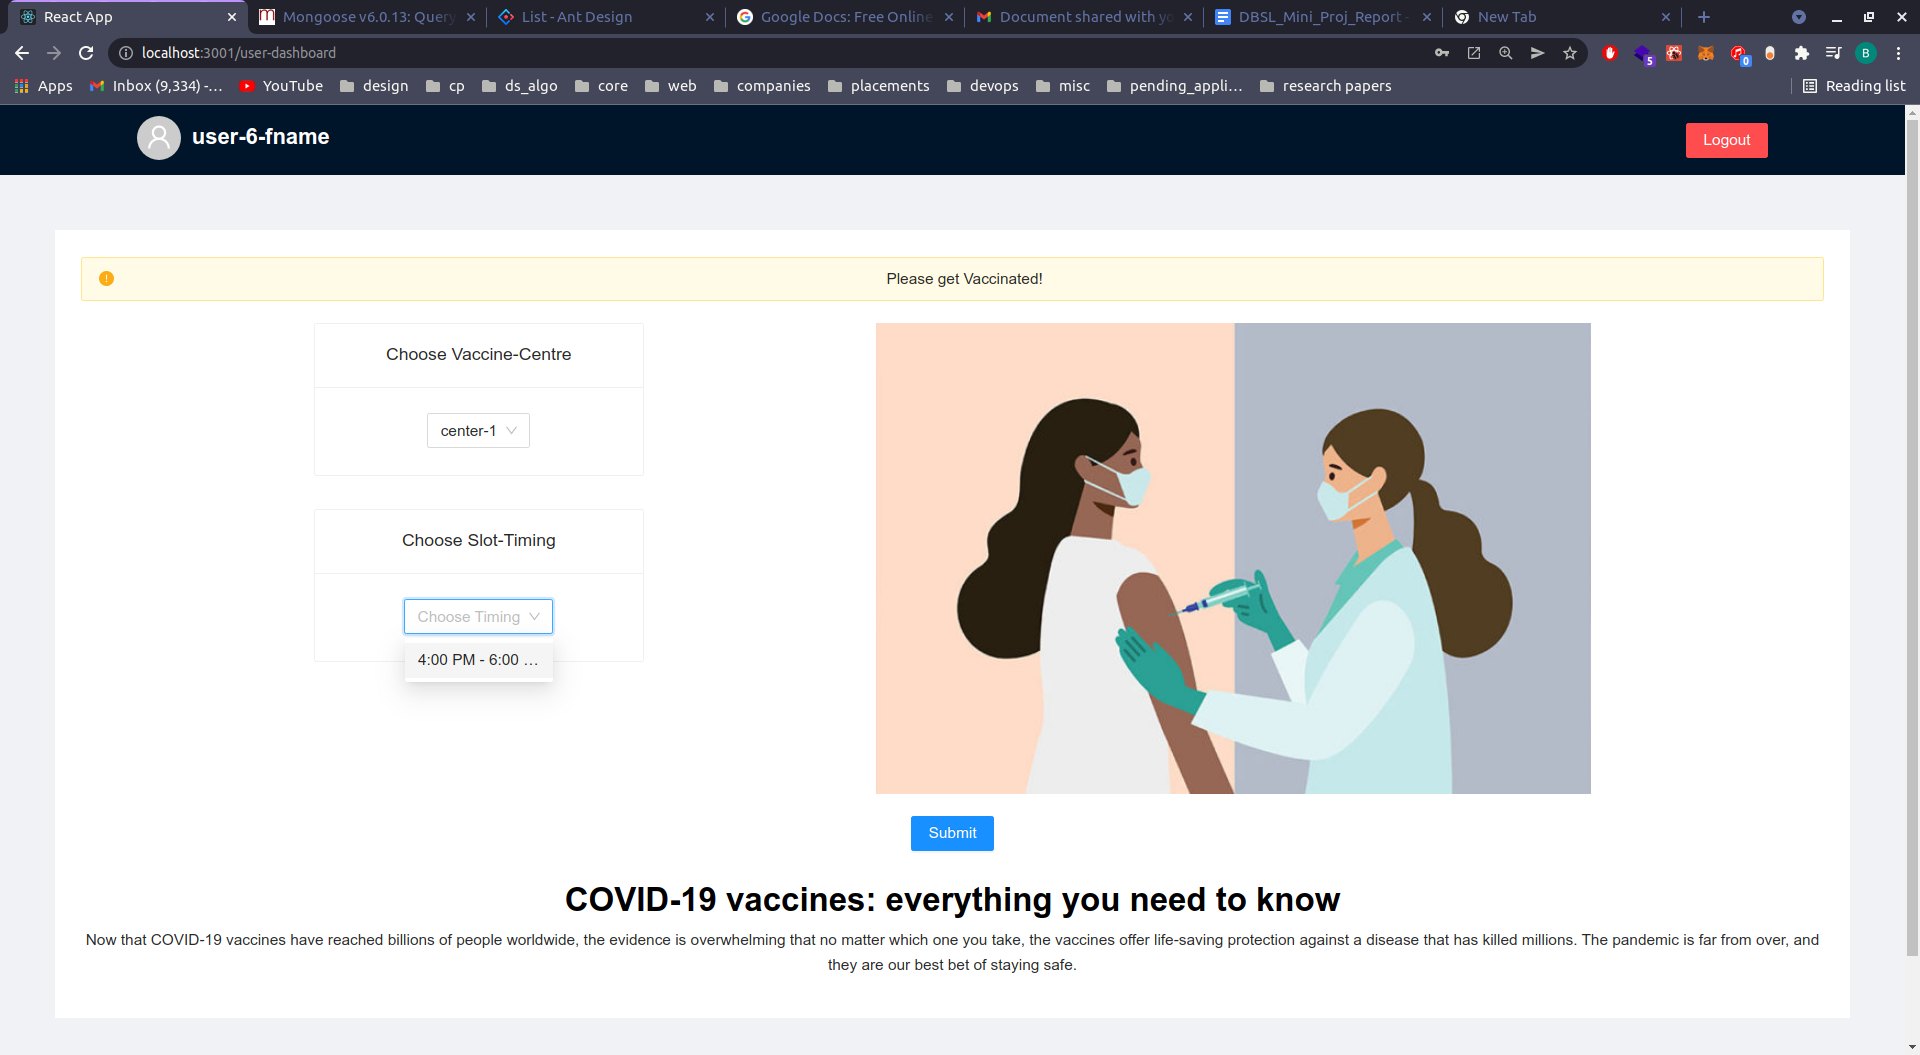 React App
Mongoose v6.0.13: Query
List - Ant Design
Google Docs: Free Online
Document shared with yo
DBSL_Mini_Proj_Report -
New Tab
localhost:3001/user-dashboard
5
0
B
Apps
Inbox (9,334) -...
YouTube
design
cp
ds_algo
core
web
companies
placements
devops
misc
pending_appli...
research papers
Reading list
user-6-fname
Logout
Please get Vaccinated!
Choose Vaccine-Centre
center-1
Choose Slot-Timing
Choose Timing
4:00 PM - 6:00 ...
Submit
COVID-19 vaccines: everything you need to know
Now that COVID-19 vaccines have reached billions of people worldwide, the evidence is overwhelming that no matter which one you take, the vaccines offer life-saving protection against a disease that has killed millions. The pandemic is far from over, and
they are our best bet of staying safe.